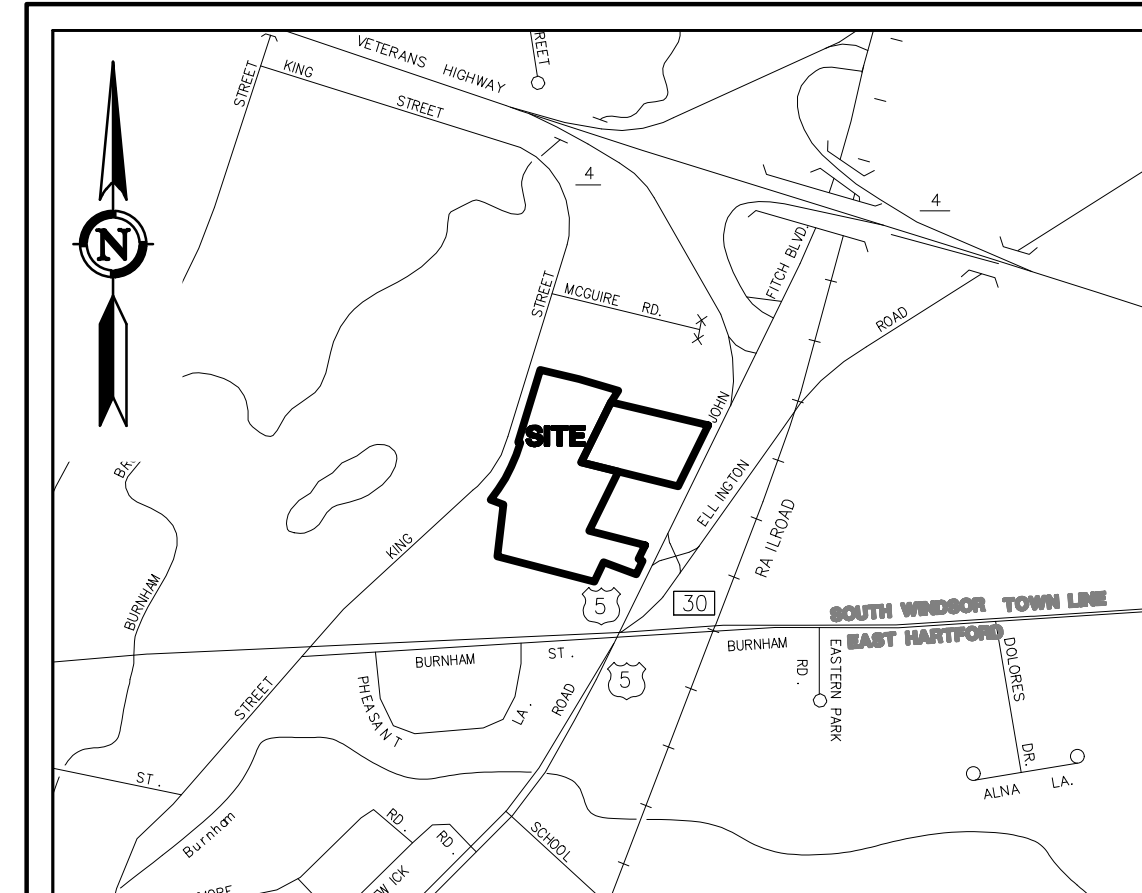 VETERANS HIGHWAY
STREET
KING
STREET
4
4
N
FITCH BLVD.
STREET
MCGUIRE RD.
ROAD
JOHN
SITE
ELLINGTON
RAILROAD
KING
BURNHAM
5
30
SOUTH WINDSOR TOWN LINE
EAST HARTFORD
BURNHAM
ST.
BURNHAM
EASTERN PARK
RD.
DOLORES
DR.
5
PHEASANT
LA.
ROAD
STREET
ST.
ALNA LA.
Burnham
RD.
RD.
SCHOOL